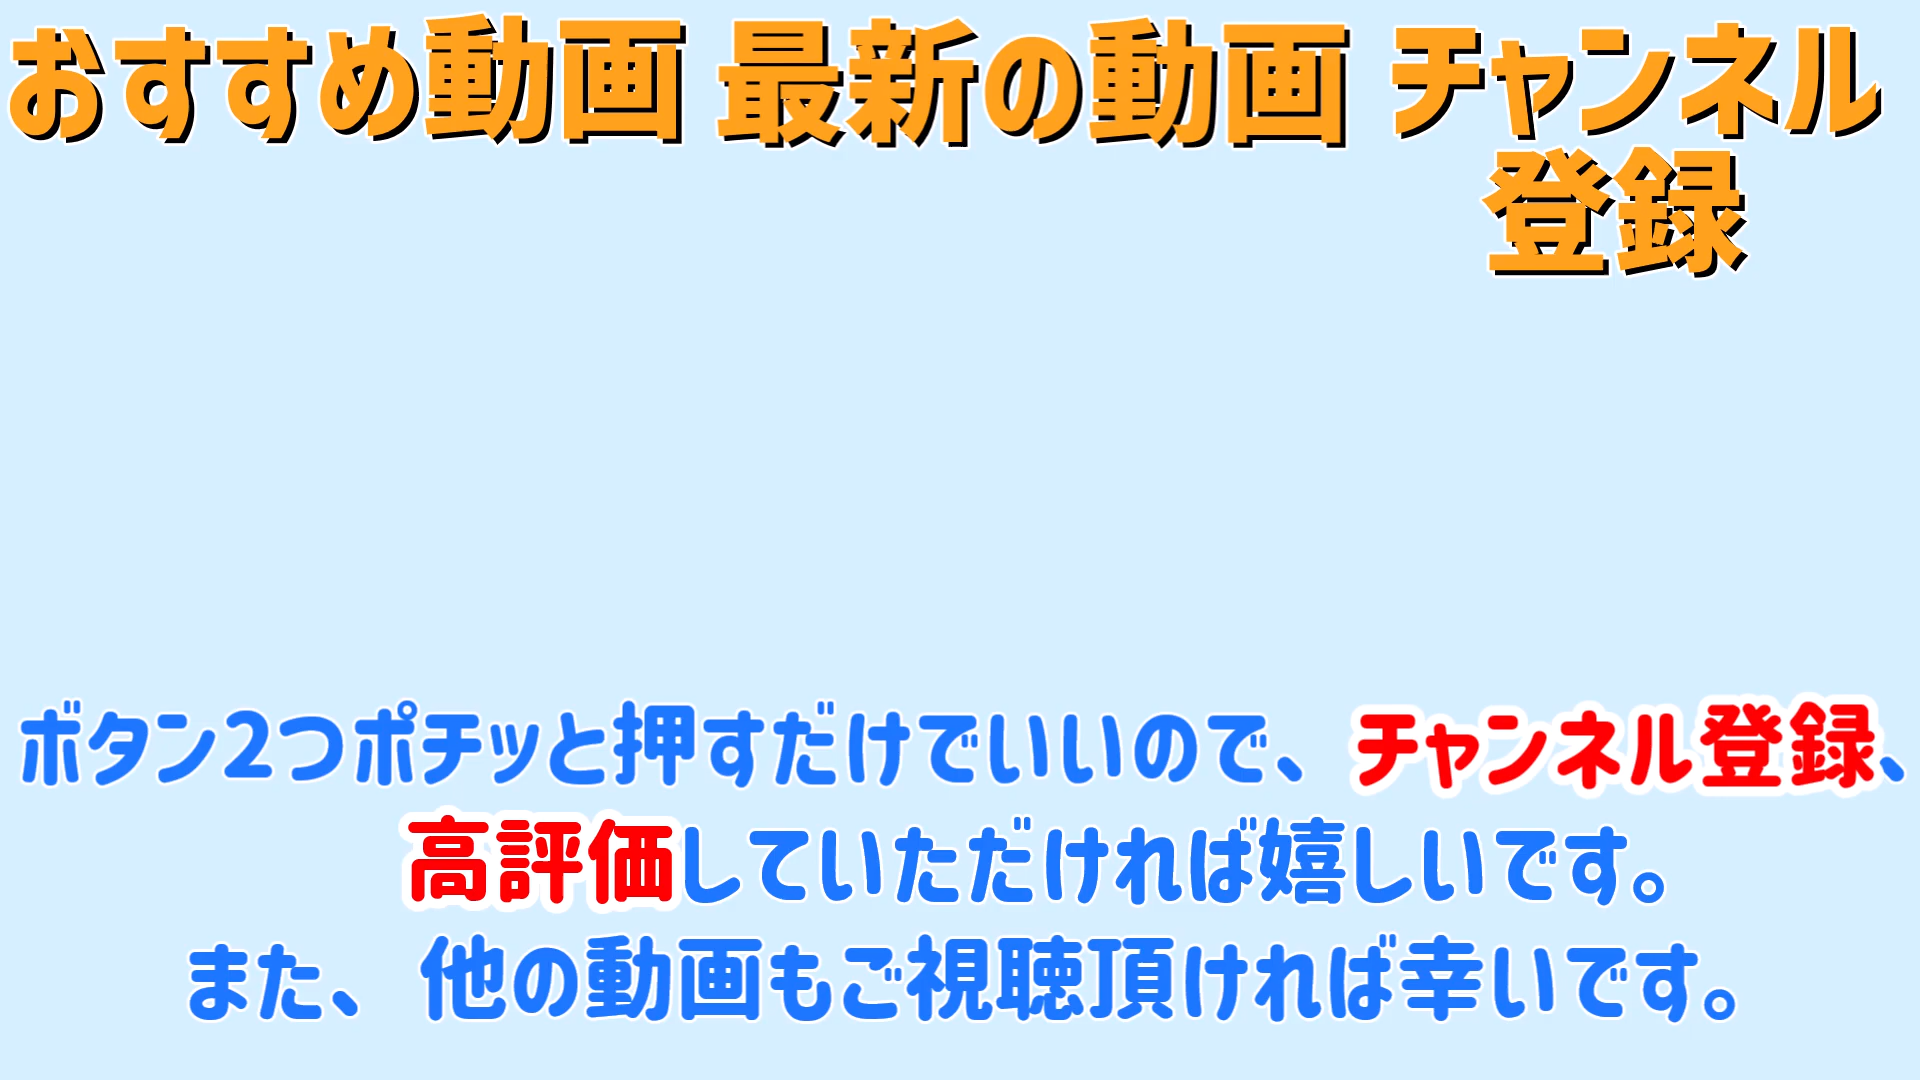 おすすめ動画 最新の動画 チャンネル
登録
ボタン2つポチッと押すだけでいいので、チャンネル登録、
高評価していただければ嬉しいです。
また、 他の動画もご視聴頂ければ幸いです。